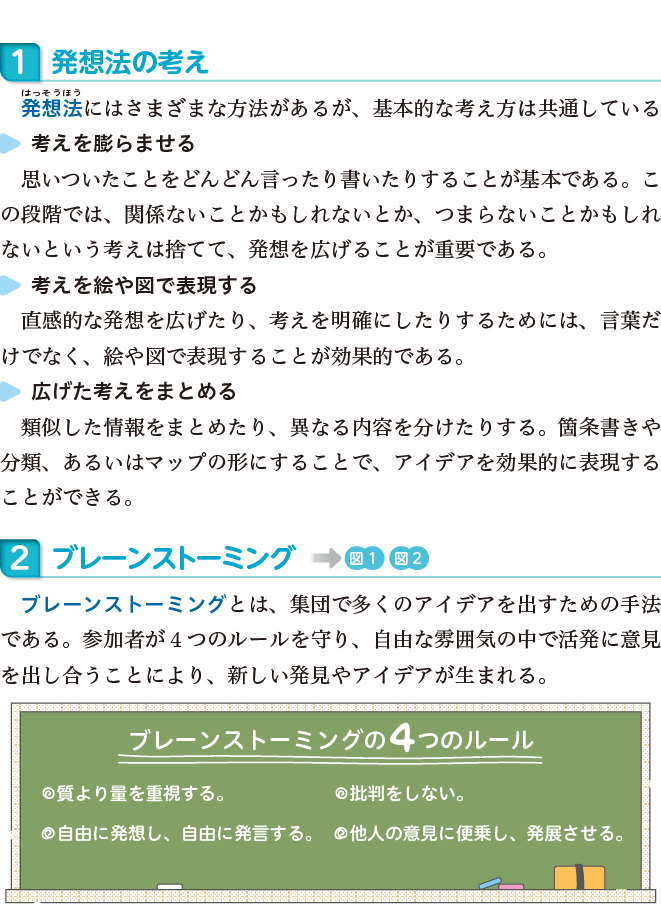 1 発想法の考え
はっそうほう
発想法にはさまざまな方法があるが、基本的な考え方は共通している
考えを膨らませる
思いついたことをどんどん言ったり書いたりすることが基本である。こ
の段階では、関係ないことかもしれないとか、つまらないことかもしれ
ないという考えは捨てて、発想を広げることが重要である。
考えを絵や図で表現する
直感的な発想を広げたり、考えを明確にしたりするためには、言葉だ
けでなく、絵や図で表現することが効果的である。
広げた考えをまとめる
類似した情報をまとめたり、異なる内容を分けたりする。箇条書きや
分類、あるいはマップの形にすることで、アイデアを効果的に表現する
ことができる。
2 ブレーンストーミング 図1 図2
ブレーンストーミングとは、集団で多くのアイデアを出すための手法
である。参加者が4つのルールを守り、自由な雰囲気の中で活発に意見
を出し合うことにより、新しい発見やアイデアが生まれる。
ブレーンストーミングの4つのルール
質より量を重視する。 批判をしない。
自由に発想し、自由に発言する。 他人の意見に便乗し、発展させる。